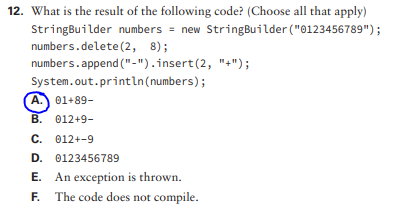 12. What is the result of the following code? (Choose all that apply)
StringBuilder numbers = new StringBuilder("0123456789");
numbers.delete(2, 8);
numbers.append("-").insert(2, "+");
System.out.println(numbers);
A. 01+89-
B. 012+9-
C. 012+-9
D. 0123456789
E. An exception is thrown.
F. The code does not compile.